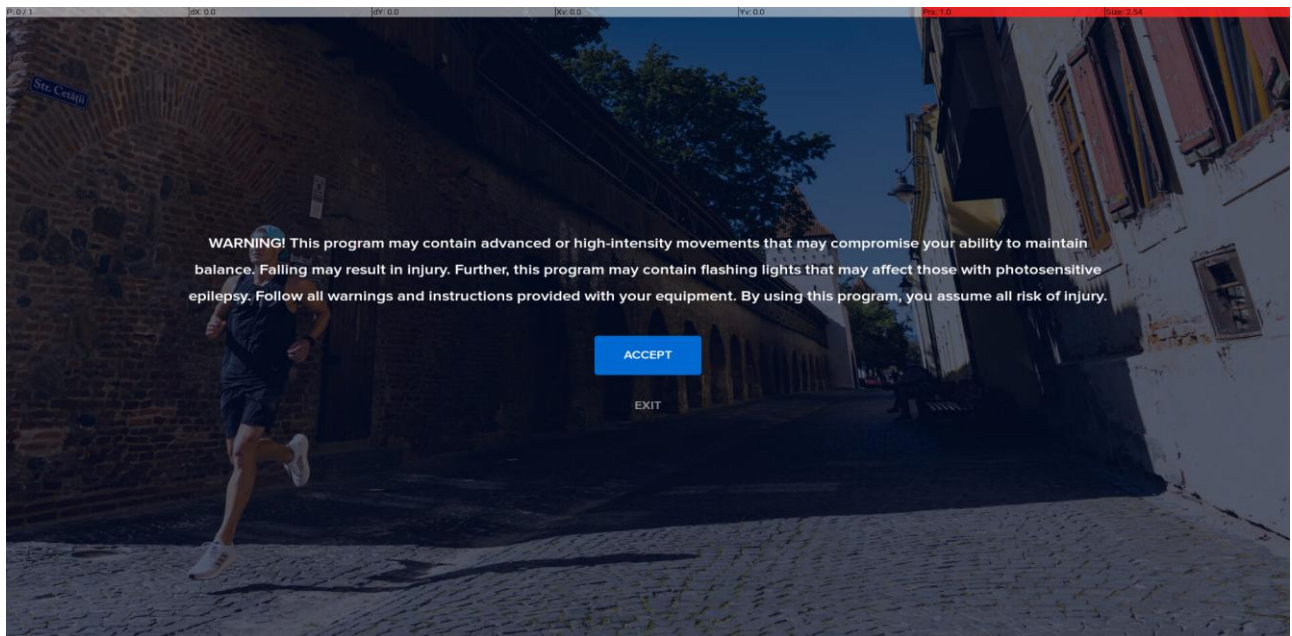 P: 0 / 1 dX: 0.0 dY: 0.0 Xv: 0.0 Yv: 0.0 Prs: 1.0 Size: 2.54
Str. Cetății
WARNING! This program may contain advanced or high-intensity movements that may compromise your ability to maintain
balance. Falling may result in injury. Further, this program may contain flashing lights that may affect those with photosensitive
epilepsy. Follow all warnings and instructions provided with your equipment. By using this program, you assume all risk of injury.
ACCEPT
EXIT